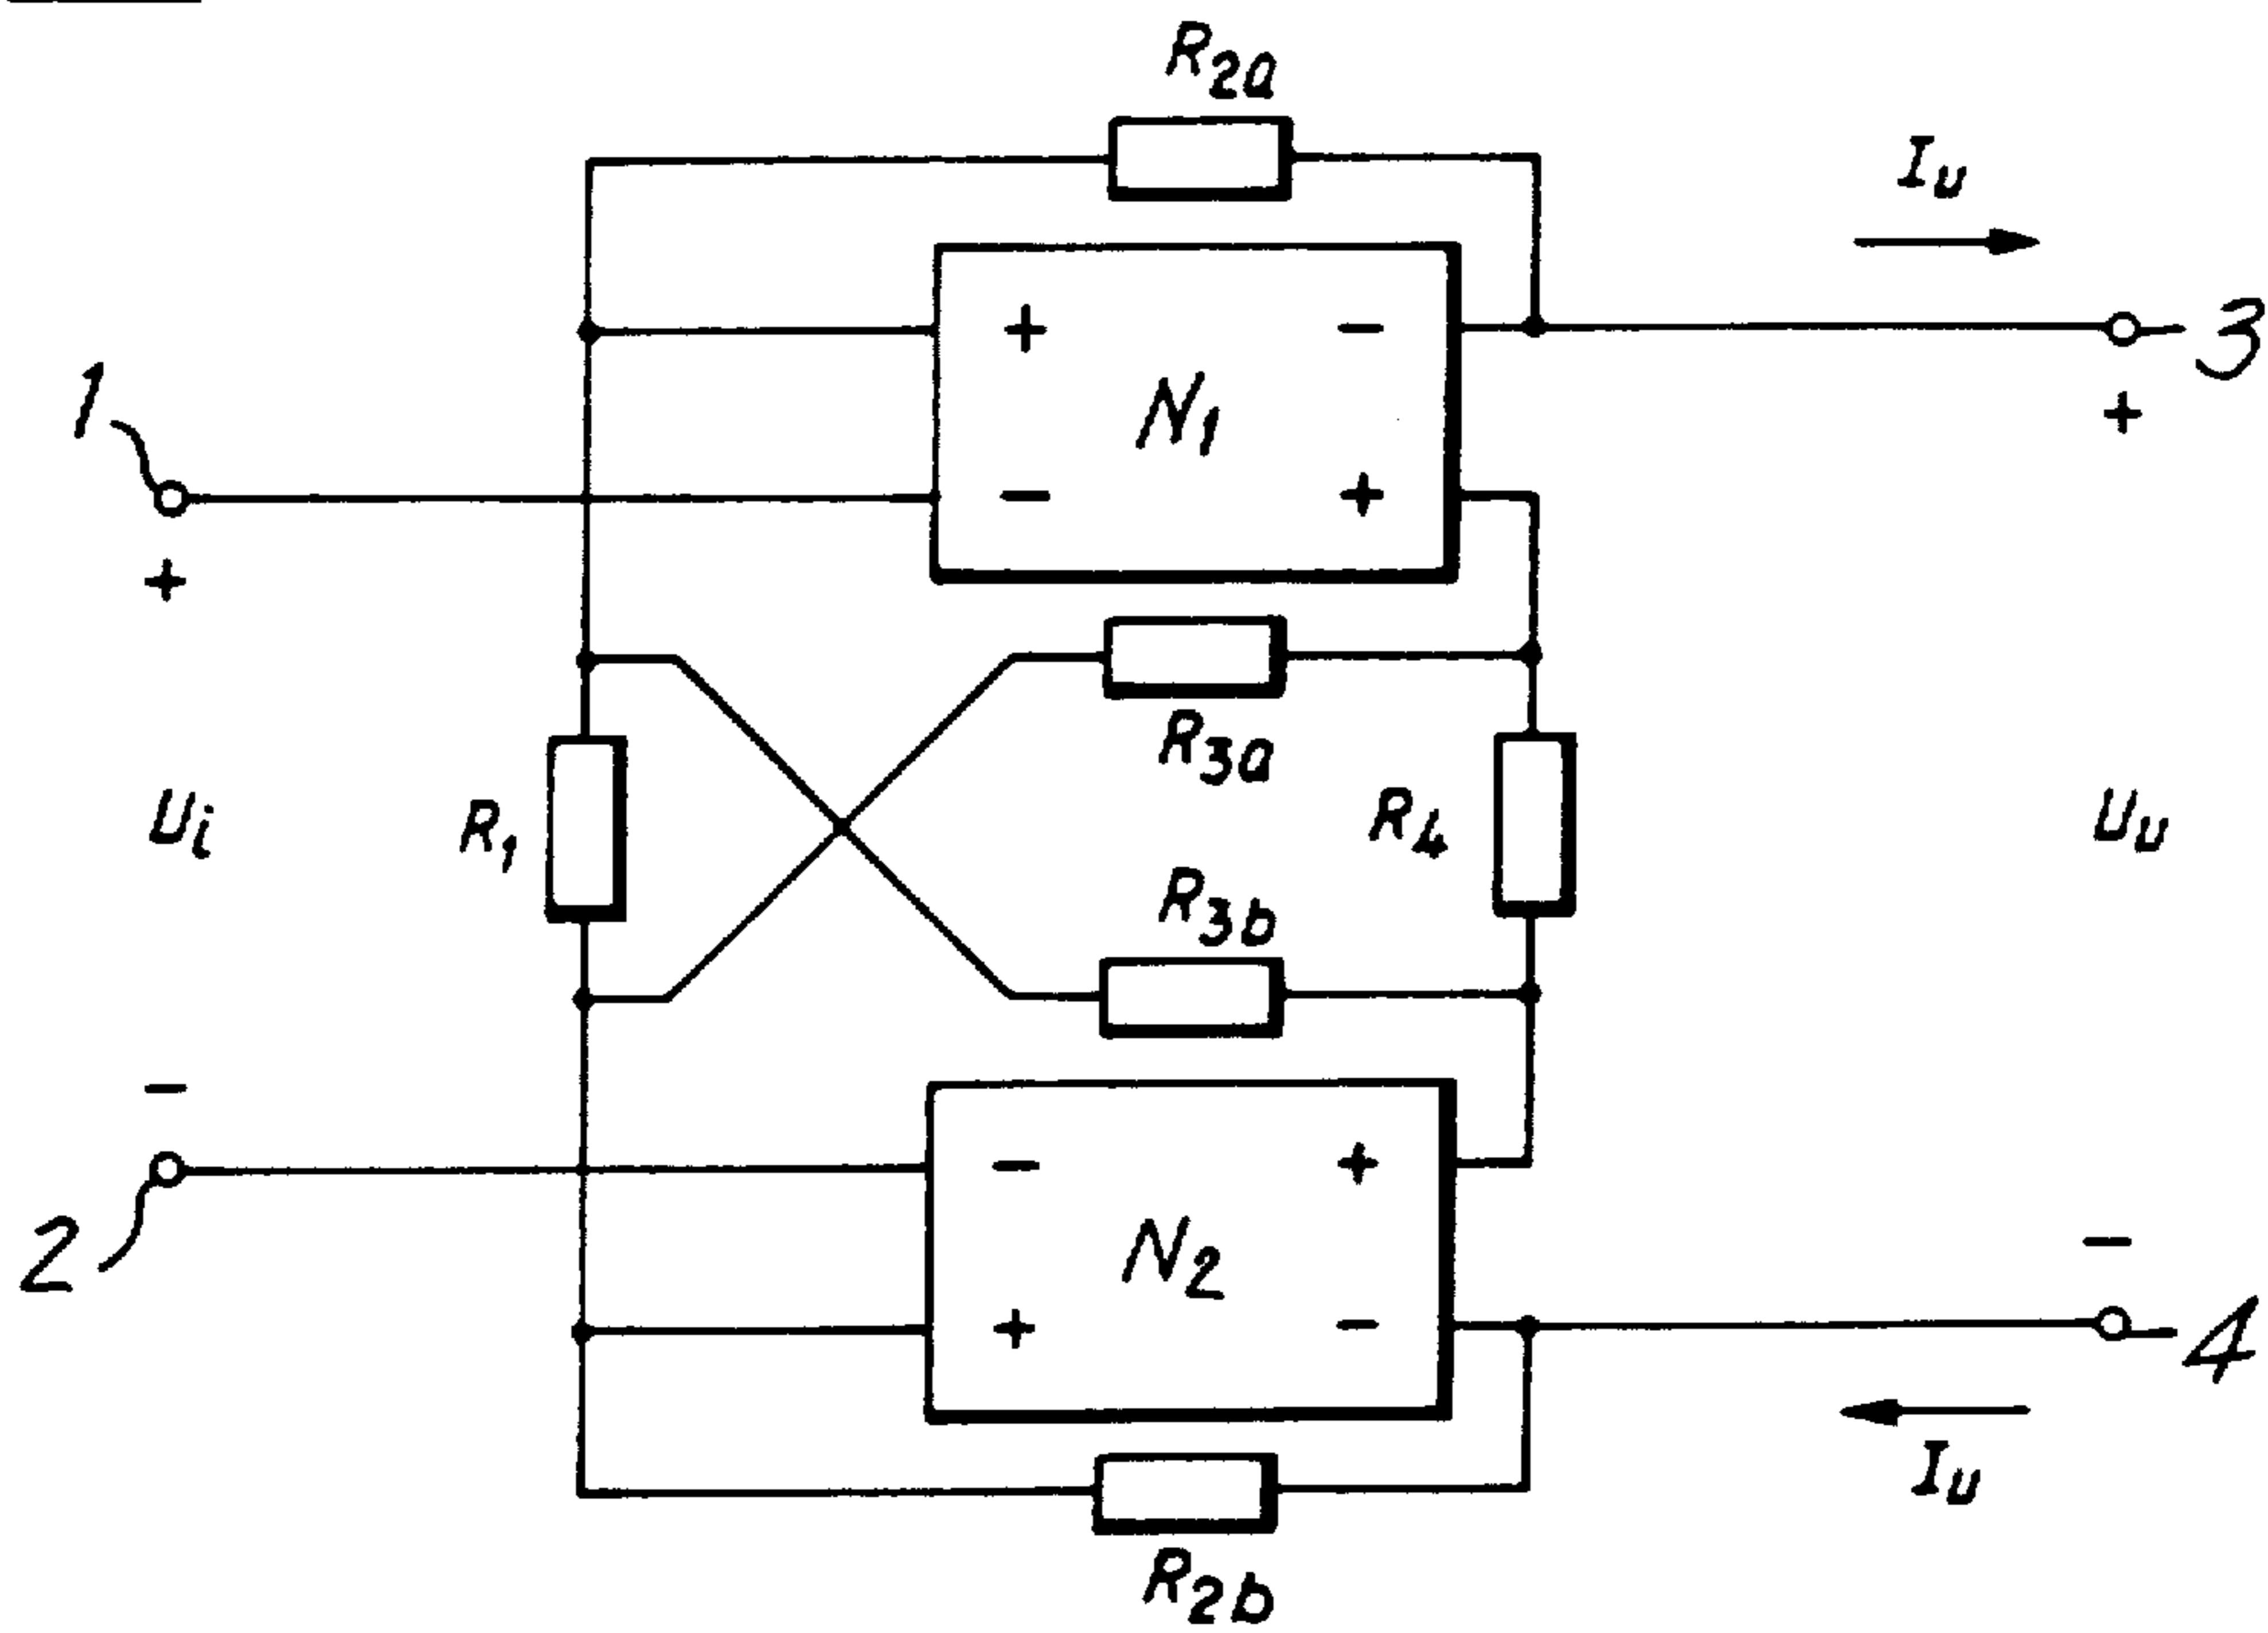 R2a
Iu
+ −
N1
3
1
− +
+
+
R3a
Ui
R1
R4
Uu
R3b
−
− +
N2
−
2
+ −
4
Iu
R2b